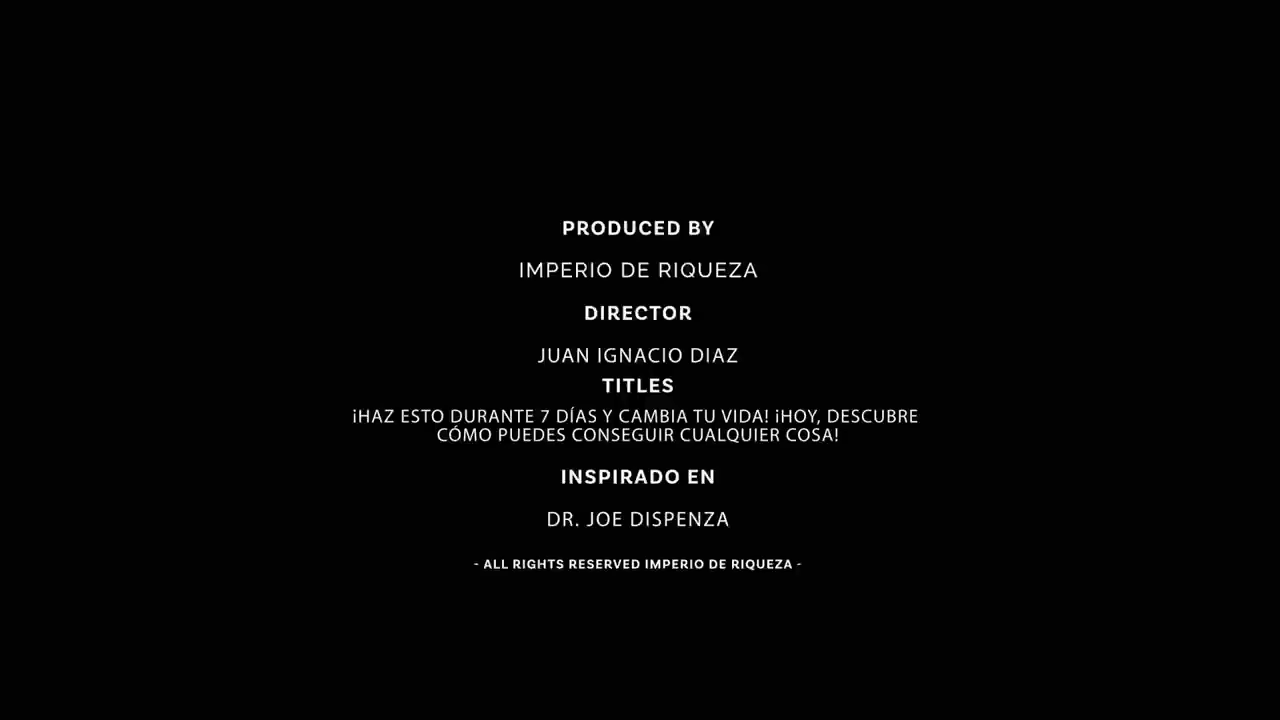 PRODUCED BY
IMPERIO DE RIQUEZA
DIRECTOR
JUAN IGNACIO DIAZ
TITLES
¡HAZ ESTO DURANTE 7 DÍAS Y CAMBIA TU VIDA! ¡HOY, DESCUBRE
CÓMO PUEDES CONSEGUIR CUALQUIER COSA!
INSPIRADO EN
DR. JOE DISPENZA
- ALL RIGHTS RESERVED IMPERIO DE RIQUEZA -